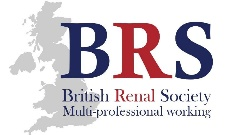 BRS
British Renal Society
Multi-professional working